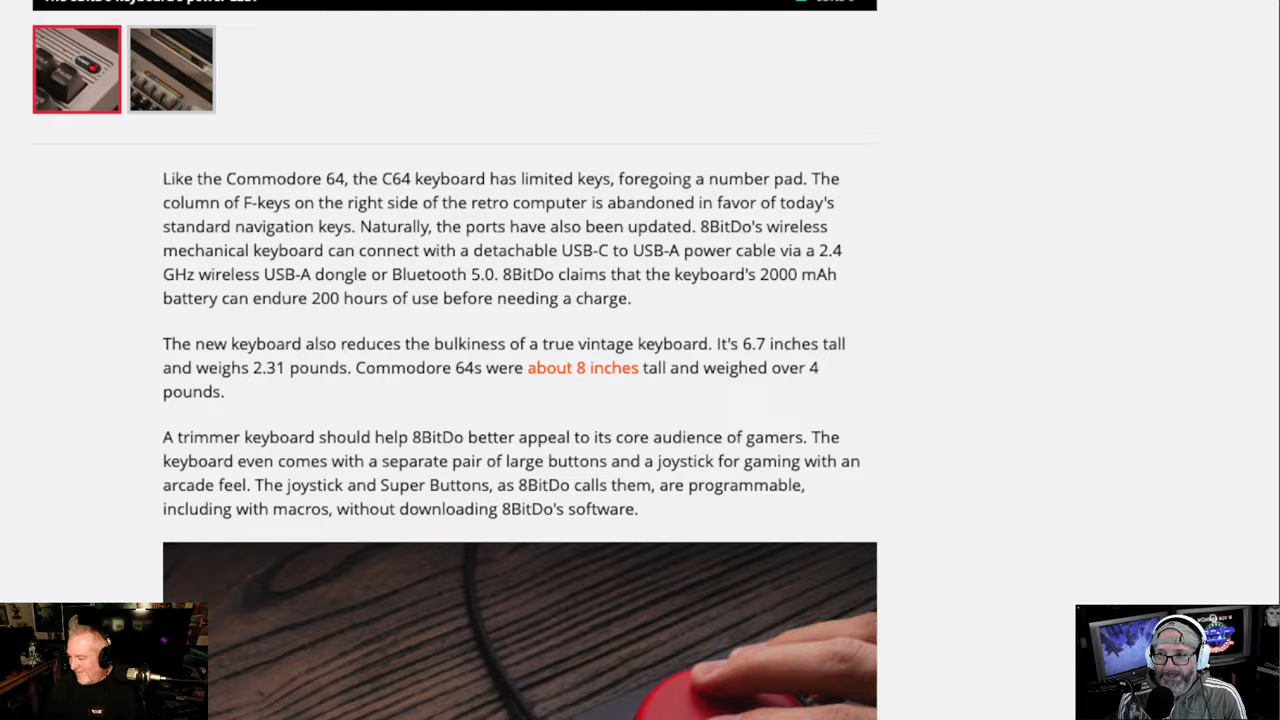 Like the Commodore 64, the C64 keyboard has limited keys, foregoing a number pad. The
column of F-keys on the right side of the retro computer is abandoned in favor of today's
standard navigation keys. Naturally, the ports have also been updated. 8BitDo's wireless
mechanical keyboard can connect with a detachable USB-C to USB-A power cable via a 2.4
GHz wireless USB-A dongle or Bluetooth 5.0. 8BitDo claims that the keyboard's 2000 mAh
battery can endure 200 hours of use before needing a charge.
The new keyboard also reduces the bulkiness of a true vintage keyboard. It's 6.7 inches tall
and weighs 2.31 pounds. Commodore 64s were about 8 inches tall and weighed over 4
pounds.
A trimmer keyboard should help 8BitDo better appeal to its core audience of gamers. The
keyboard even comes with a separate pair of large buttons and a joystick for gaming with an
arcade feel. The joystick and Super Buttons, as 8BitDo calls them, are programmable,
including with macros, without downloading 8BitDo's software.